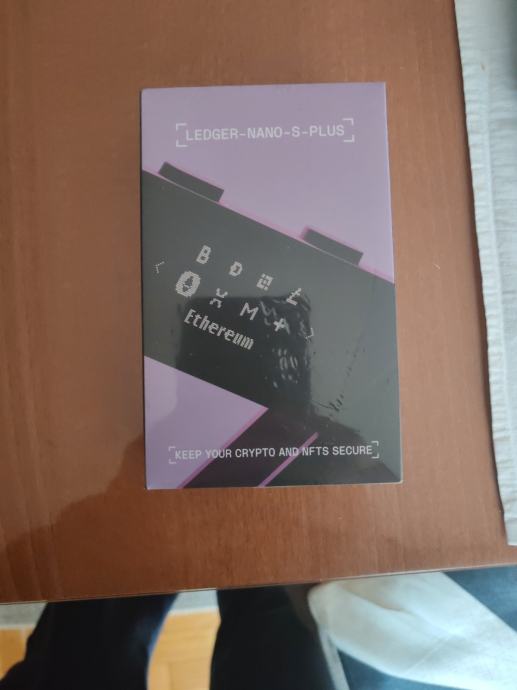 LEDGER-NANO-S-PLUS
Ethereum
KEEP YOUR CRYPTO AND NFTS SECURE